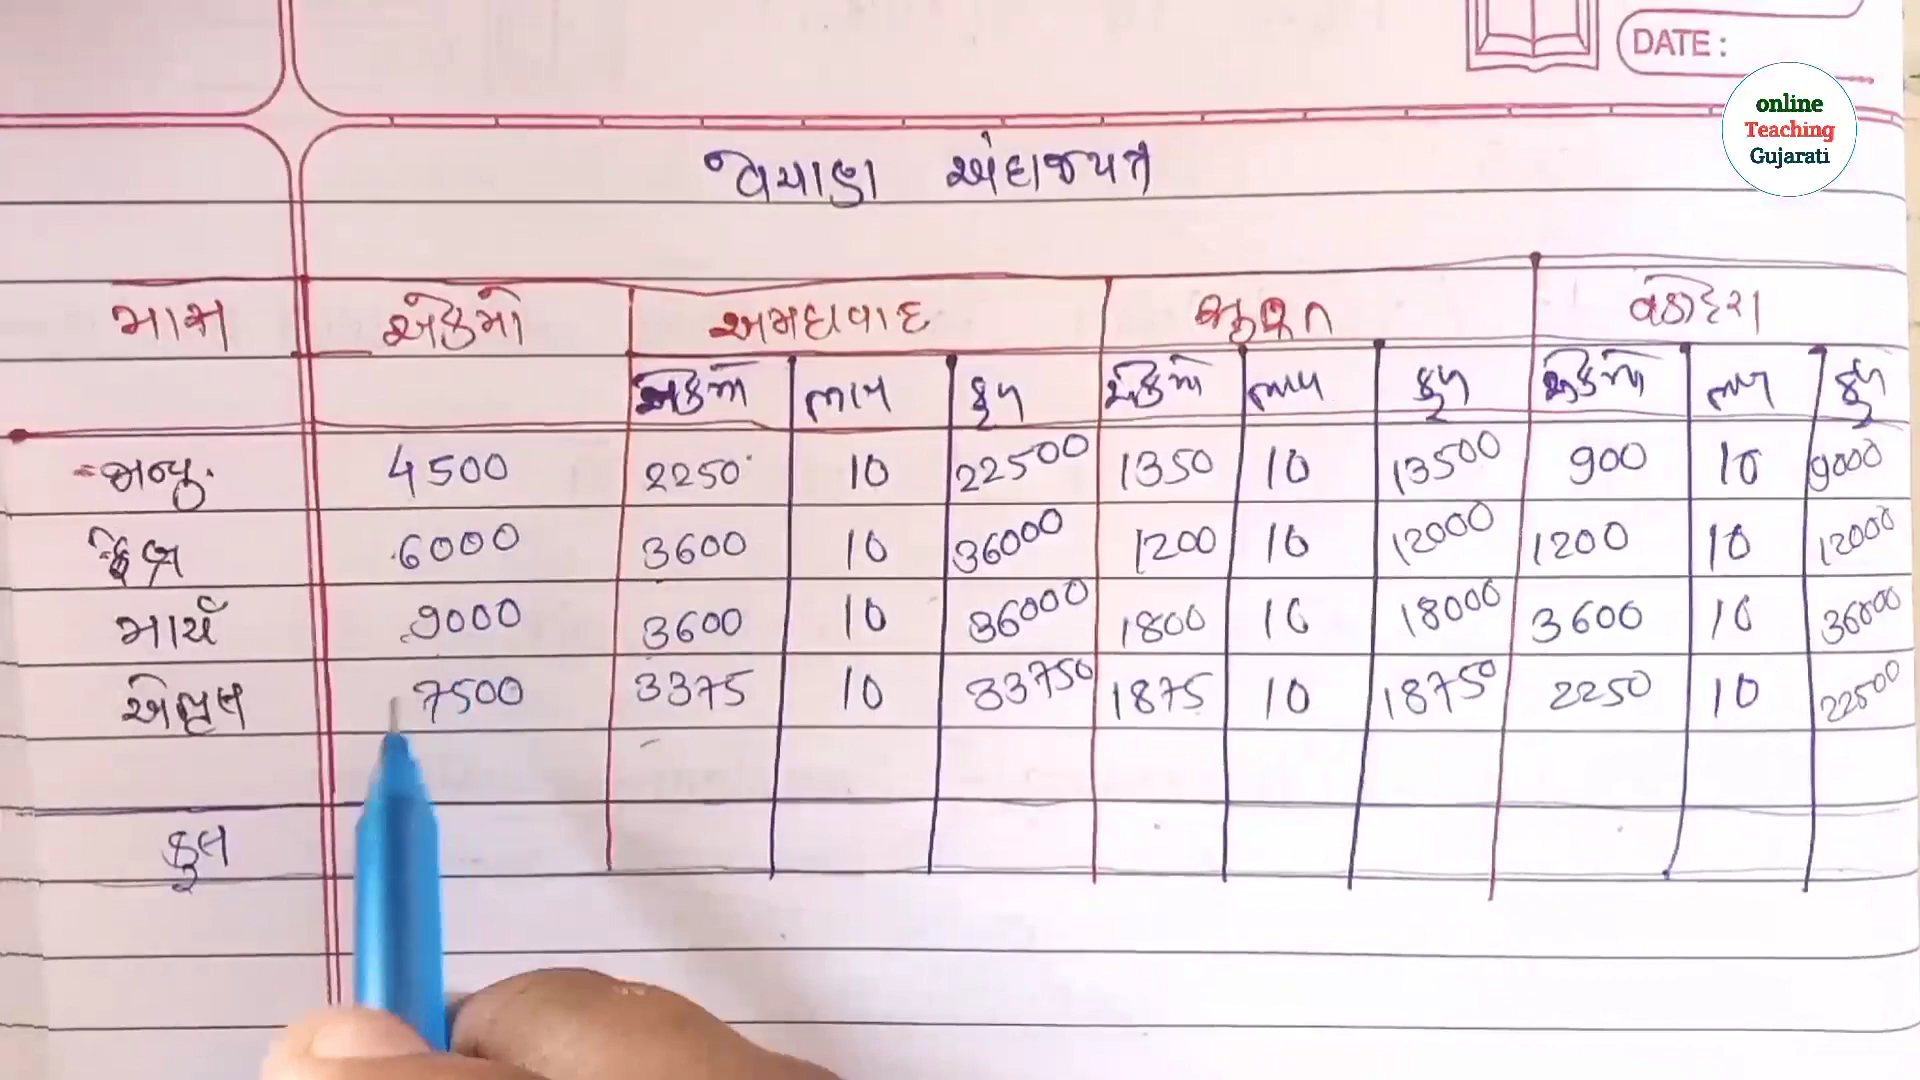 DATE :
online
Teaching
Gujarati
વેચાણ અંદાજપત્ર
માસ એકમો અમદાવાદ સુરત વડોદરા
એકમો ભાવ કુલ એકમો ભાવ કુલ એકમો ભાવ કુલ
જાન્યુ. 4500 2250 10 22500 1350 10 13500 900 10 9000
ફેબ્રુ 6000 3600 10 36000 1200 10 12000 1200 10 12000
માર્ચ 9000 3600 10 36000 1800 10 18000 3600 10 36000
એપ્રિલ 7500 3375 10 33750 1875 10 18750 2250 10 22500
કુલ